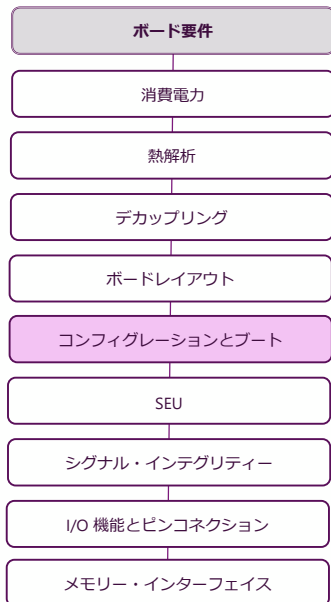 ボード要件
消費電力
熱解析
デカップリング
ボードレイアウト
コンフィグレーションとブート
SEU
シグナル・インテグリティー
I/O 機能とピンコネクション
メモリー・インターフェイス